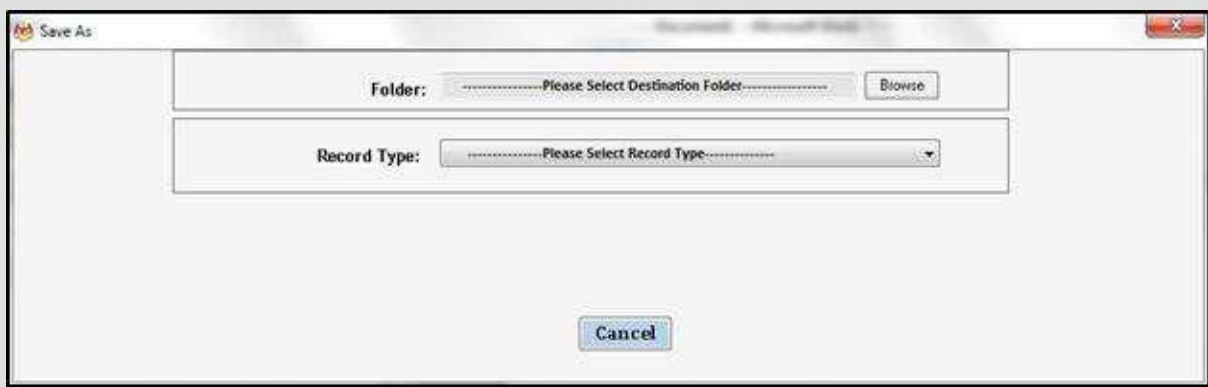 Save As
Folder: ----------------Please Select Destination Folder----------------- Browse
Record Type: ---------------Please Select Record Type--------------
Cancel